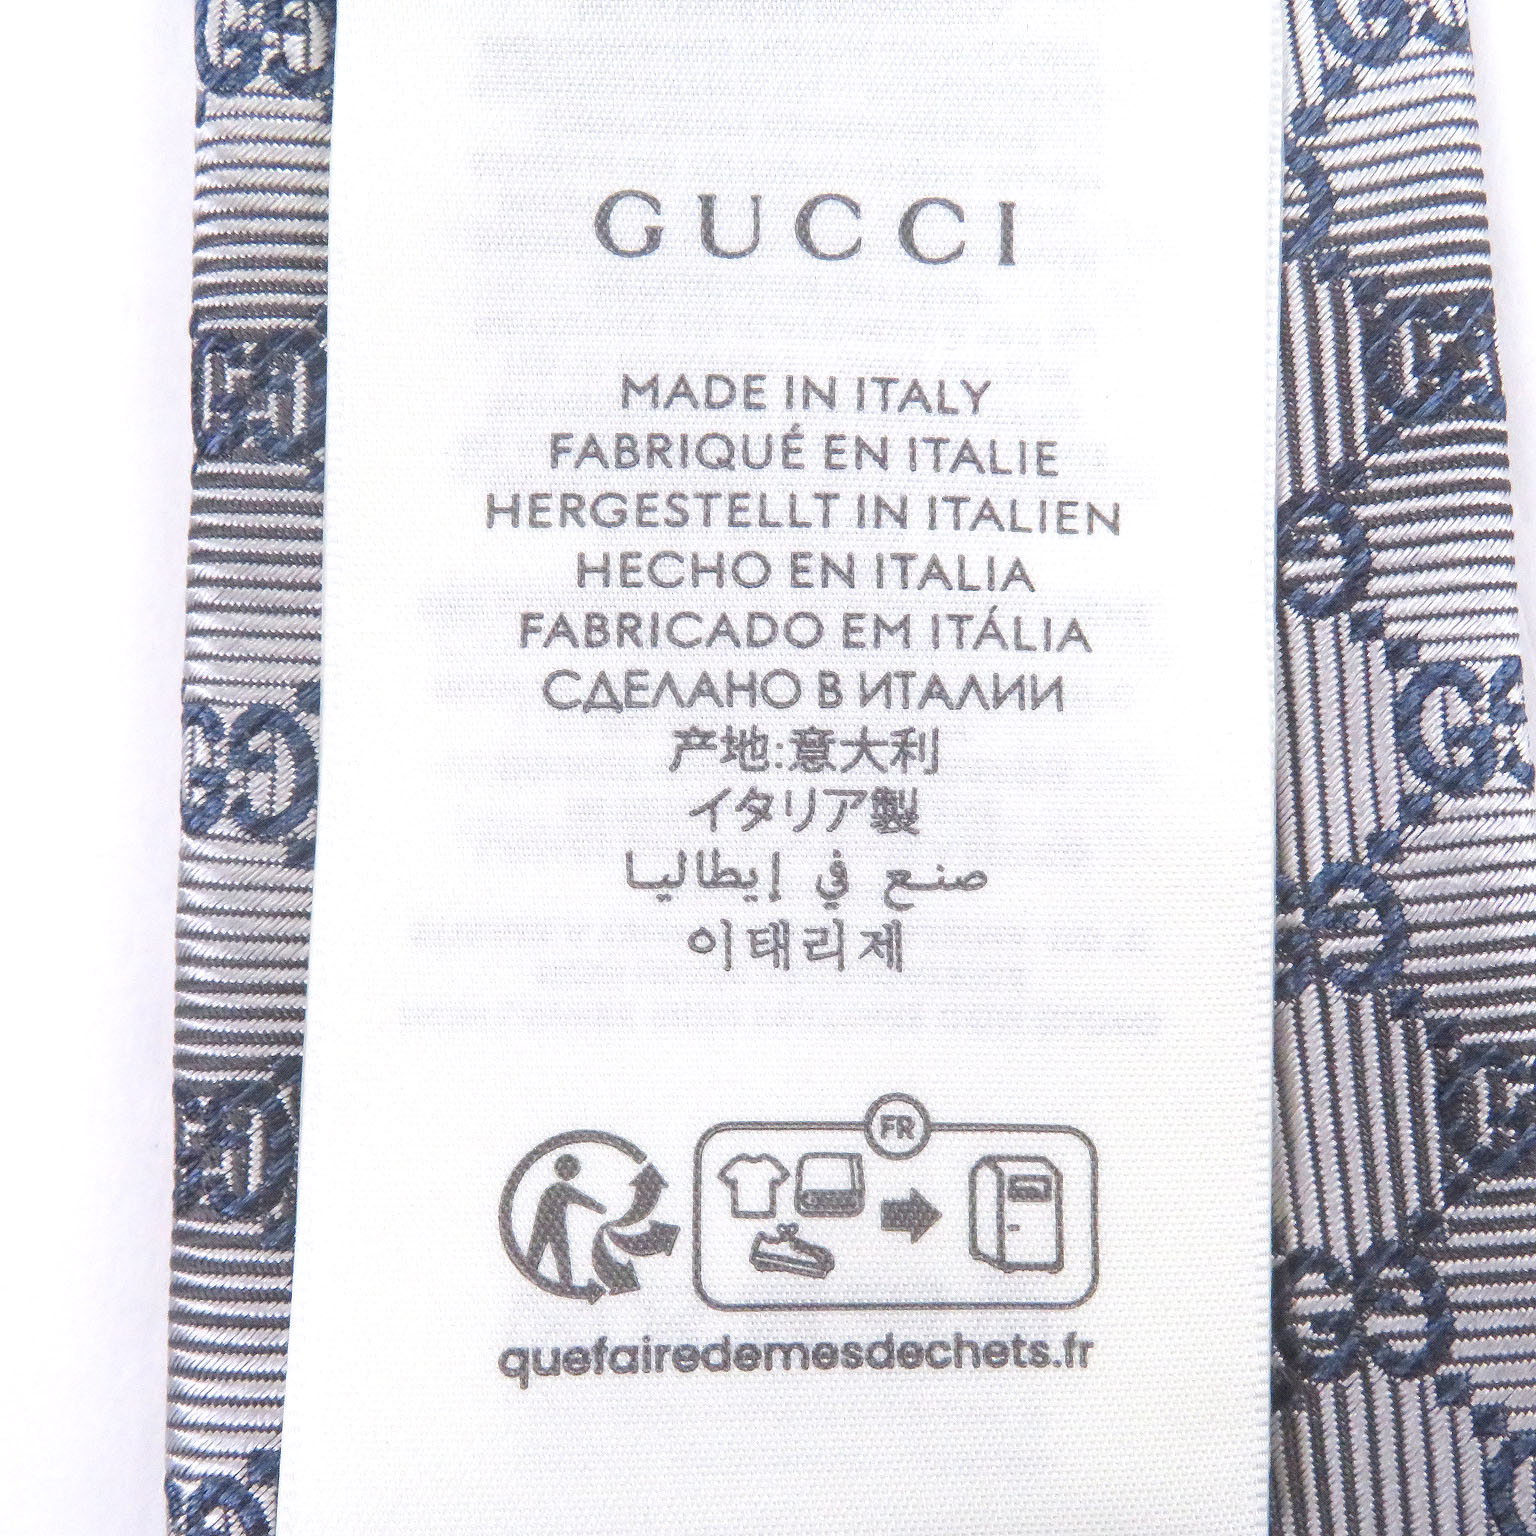 GUCCI
MADE IN ITALY
FABRIQUÉ EN ITALIE
HERGESTELLT IN ITALIEN
HECHO EN ITALIA
FABRICADO EM ITÁLIA
СДЕЛАНО В ИТАЛИИ
产地:意大利
イタリア製
صنع في إيطاليا
이태리제
FR
quefairedemesdechets.fr